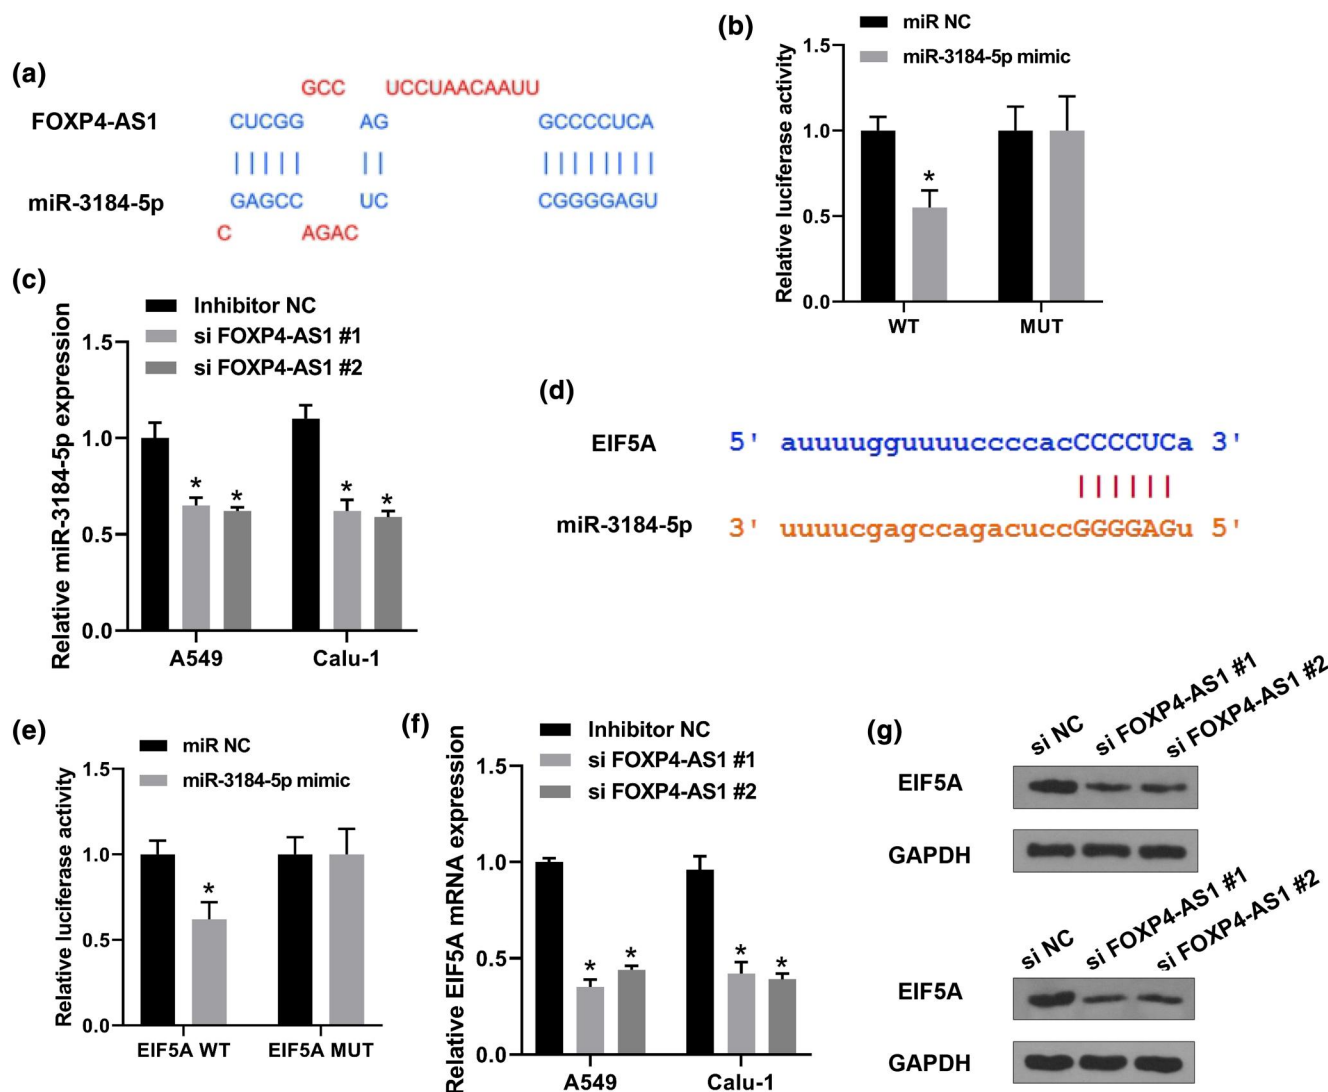 (a)
GCC UCCUAACAAUU
FOXP4-AS1 CUCGG AG GCCCCUCA
miR-3184-5p GAGCC UC CGGGGAGU
C AGAC
(b)
miR NC
miR-3184-5p mimic
Relative luciferase activity
1.5
1.0
0.5
0.0
*
WT MUT
(c)
Inhibitor NC
si FOXP4-AS1 #1
si FOXP4-AS1 #2
Relative miR-3184-5p expression
1.5
1.0
0.5
0.0
* * * *
A549 Calu-1
(d)
EIF5A 5' auuuugguuuuccccacCCCCUCa 3'
miR-3184-5p 3' uuuucgagccagacuccGGGGAGu 5'
(e)
miR NC
miR-3184-5p mimic
Relative luciferase activity
1.5
1.0
0.5
0.0
*
EIF5A WT EIF5A MUT
(f)
Inhibitor NC
si FOXP4-AS1 #1
si FOXP4-AS1 #2
Relative EIF5A mRNA expression
1.5
1.0
0.5
0.0
* * * *
A549 Calu-1
(g)
si NC si FOXP4-AS1 #1 si FOXP4-AS1 #2
EIF5A
GAPDH
si NC si FOXP4-AS1 #1 si FOXP4-AS1 #2
EIF5A
GAPDH